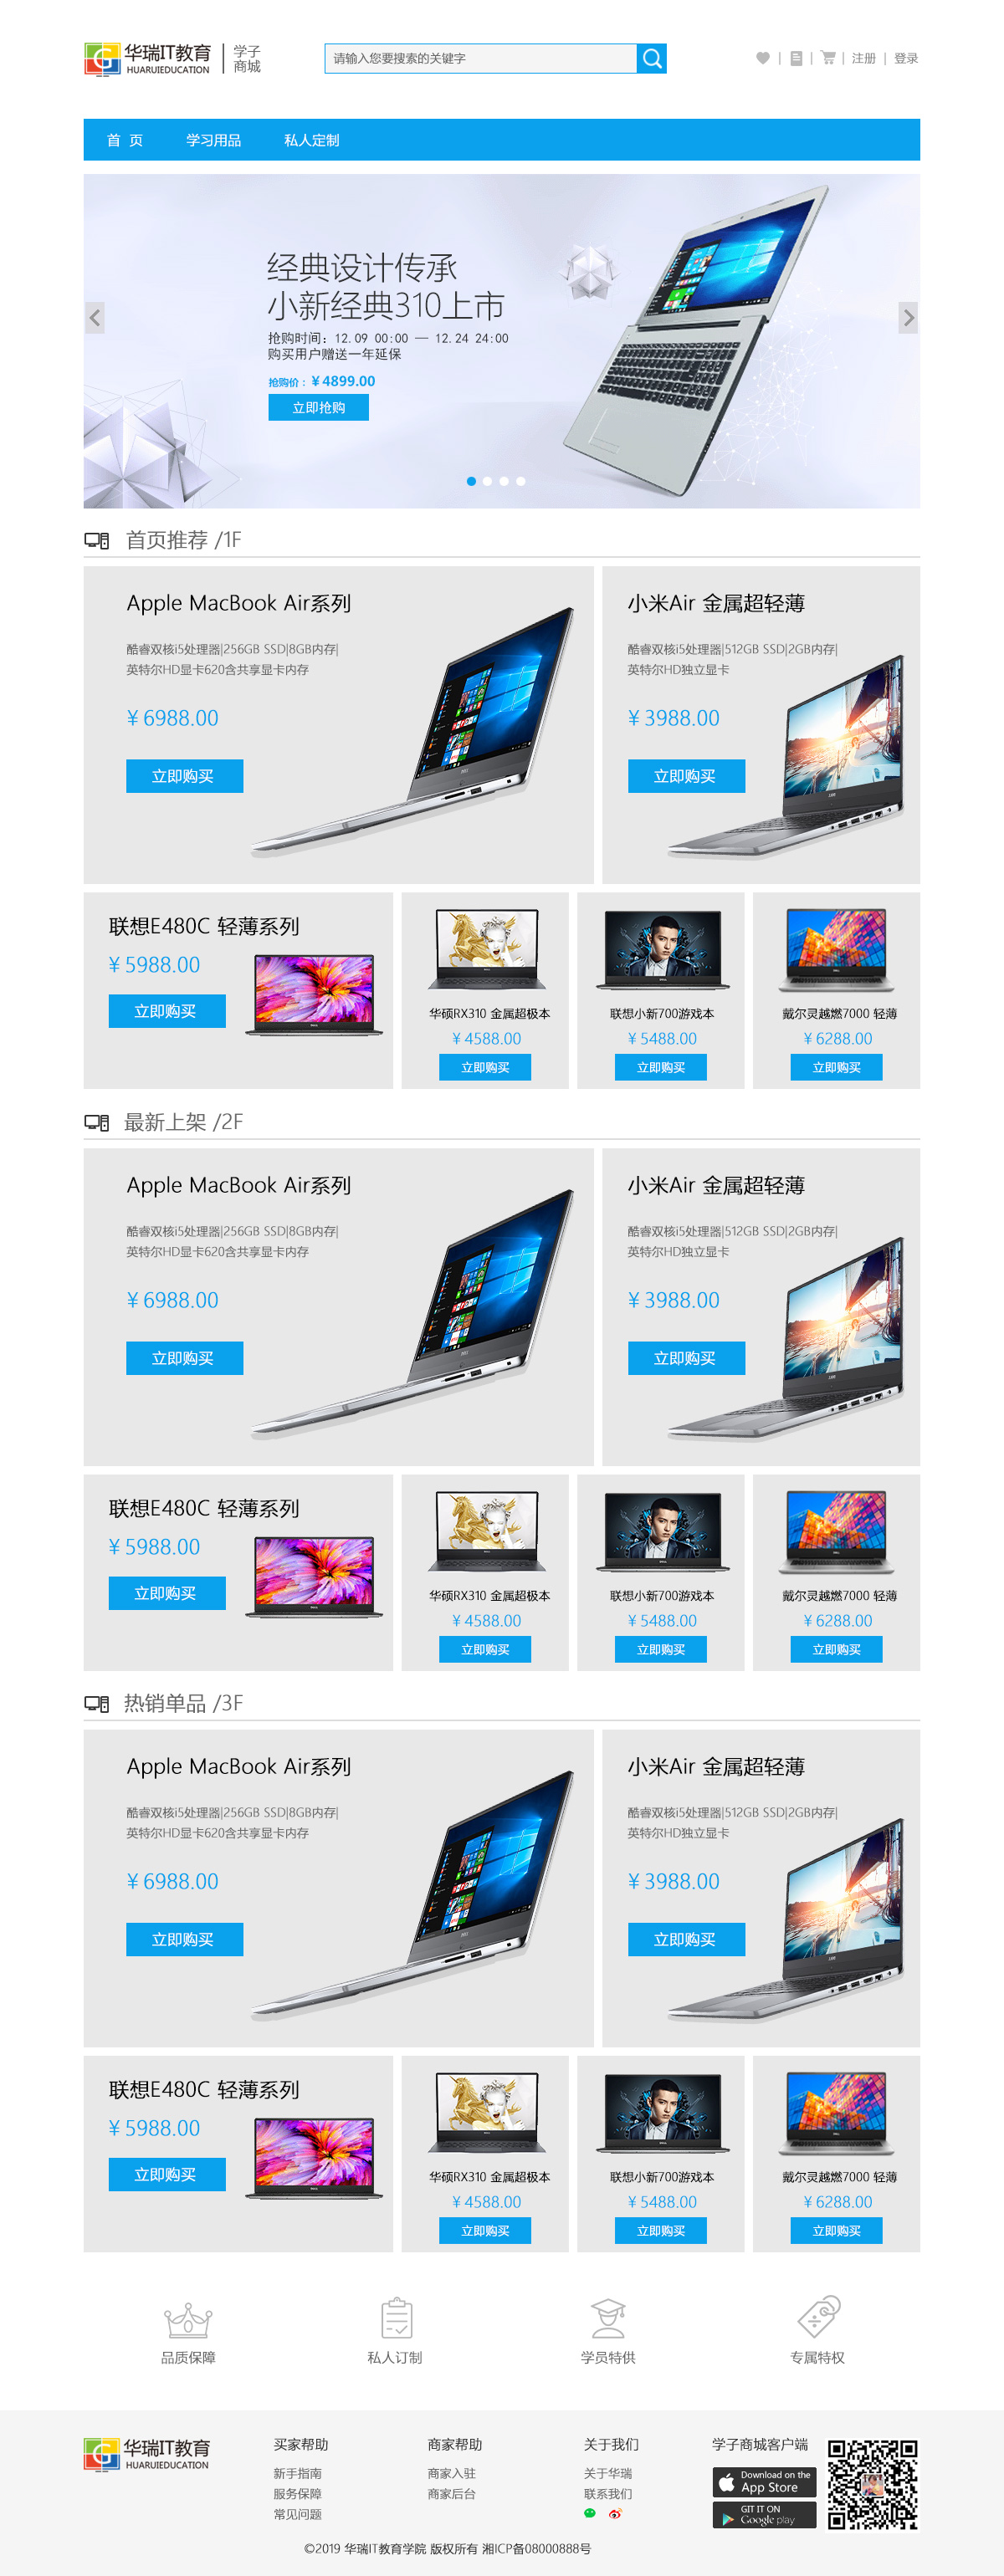 华瑞IT教育
HUARUIEDUCATION
学子
商城
请输入您要搜索的关键字
注册 | 登录
首 页
学习用品
私人定制
经典设计传承
小新经典310上市
抢购时间：12.09 00:00 — 12.24 24:00
购买用户赠送一年延保
抢购价：¥4899.00
立即抢购
首页推荐 /1F
Apple MacBook Air系列
酷睿双核i5处理器|256GB SSD|8GB内存|
英特尔HD显卡620含共享显卡内存
¥6988.00
立即购买
小米Air 金属超轻薄
酷睿双核i5处理器|512GB SSD|2GB内存|
英特尔HD独立显卡
¥3988.00
立即购买
联想E480C 轻薄系列
¥5988.00
立即购买
华硕RX310 金属超极本
¥4588.00
立即购买
联想小新700游戏本
¥5488.00
立即购买
戴尔灵越燃7000 轻薄
¥6288.00
立即购买
最新上架 /2F
Apple MacBook Air系列
酷睿双核i5处理器|256GB SSD|8GB内存|
英特尔HD显卡620含共享显卡内存
¥6988.00
立即购买
小米Air 金属超轻薄
酷睿双核i5处理器|512GB SSD|2GB内存|
英特尔HD独立显卡
¥3988.00
立即购买
联想E480C 轻薄系列
¥5988.00
立即购买
华硕RX310 金属超极本
¥4588.00
立即购买
联想小新700游戏本
¥5488.00
立即购买
戴尔灵越燃7000 轻薄
¥6288.00
立即购买
热销单品 /3F
Apple MacBook Air系列
酷睿双核i5处理器|256GB SSD|8GB内存|
英特尔HD显卡620含共享显卡内存
¥6988.00
立即购买
小米Air 金属超轻薄
酷睿双核i5处理器|512GB SSD|2GB内存|
英特尔HD独立显卡
¥3988.00
立即购买
联想E480C 轻薄系列
¥5988.00
立即购买
华硕RX310 金属超极本
¥4588.00
立即购买
联想小新700游戏本
¥5488.00
立即购买
戴尔灵越燃7000 轻薄
¥6288.00
立即购买
品质保障
私人订制
学员特供
专属特权
华瑞IT教育
HUARUIEDUCATION
买家帮助
新手指南
服务保障
常见问题
商家帮助
商家入驻
商家后台
关于我们
关于华瑞
联系我们
学子商城客户端
Download on the
App Store
GIT IT ON
Google play
©2019 华瑞IT教育学院 版权所有 湘ICP备08000888号